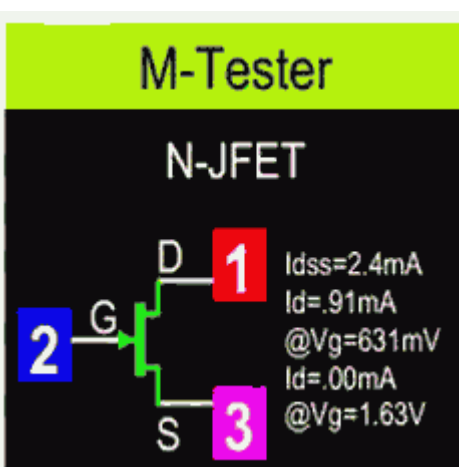 M-Tester
N-JFET
D
1
G
2
S
3
Idss=2.4mA
Id=.91mA
@Vg=631mV
Id=.00mA
@Vg=1.63V